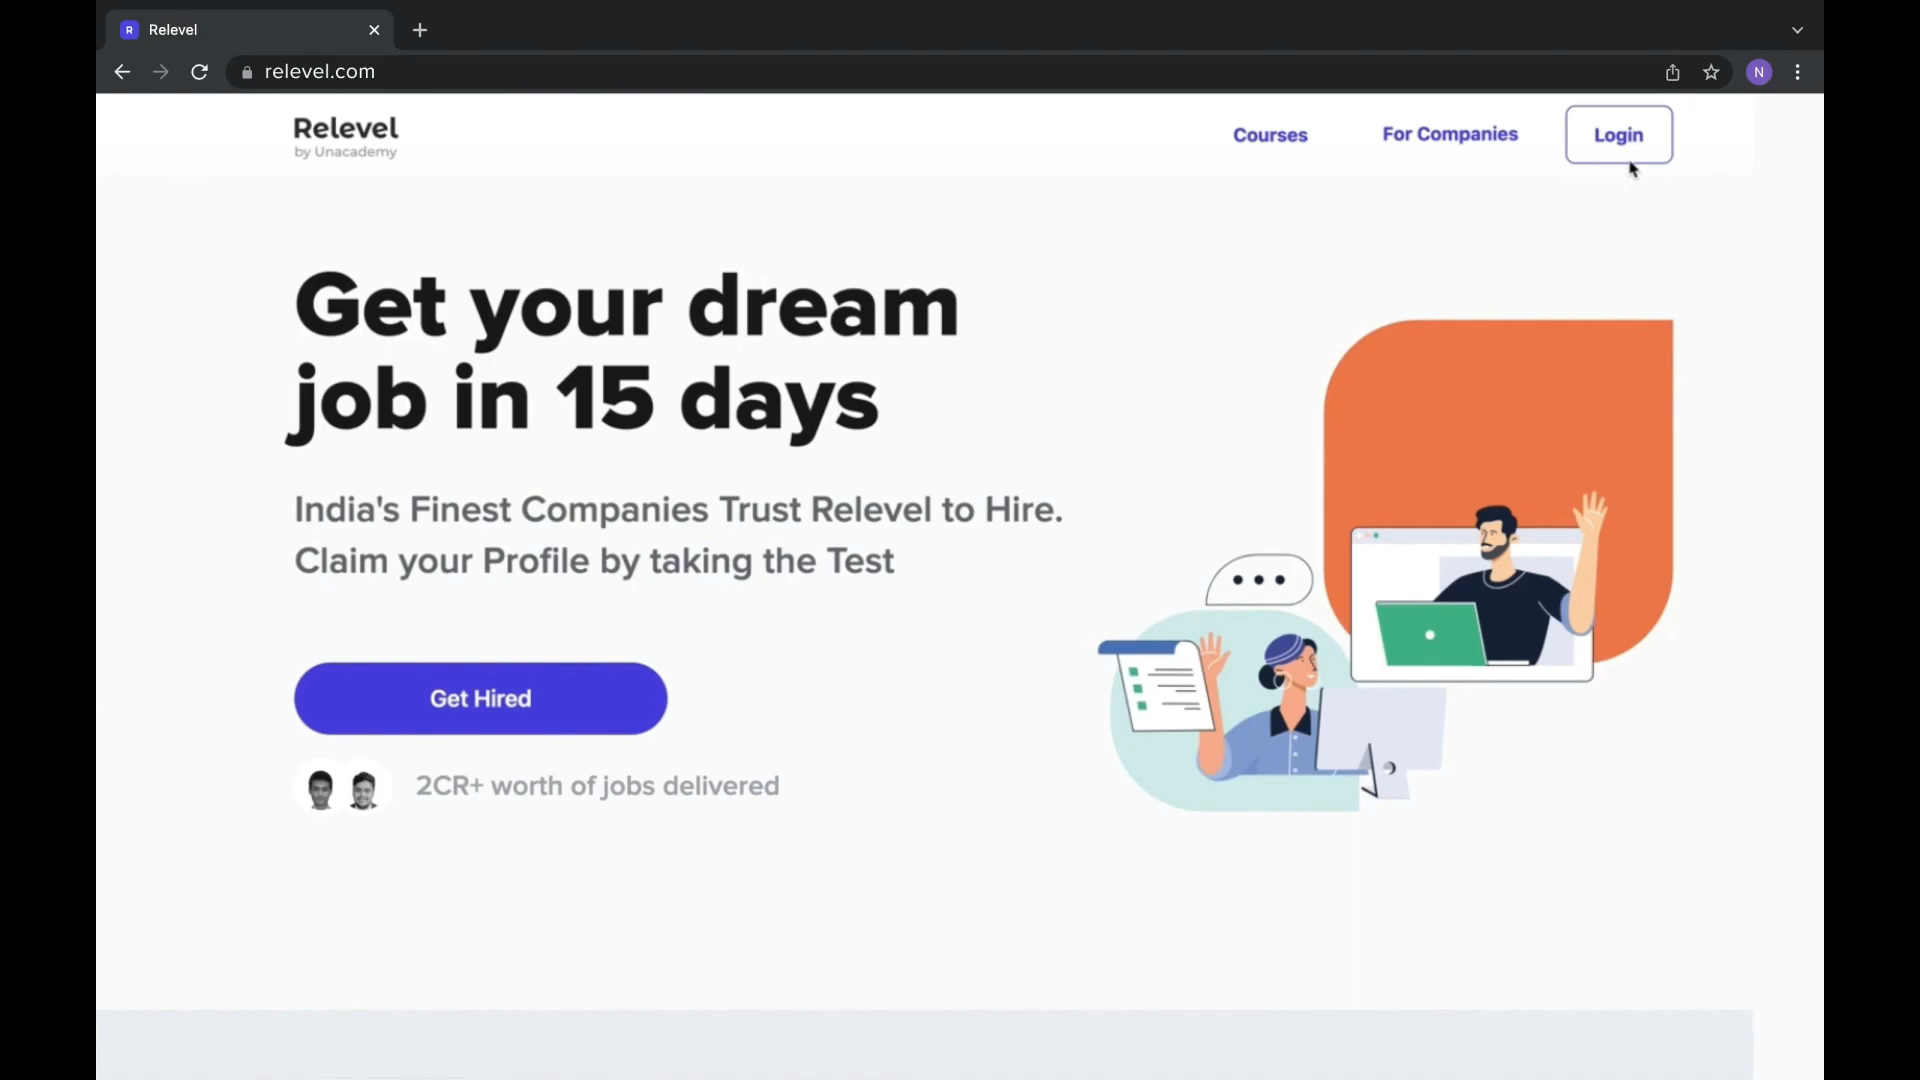 R Relevel
relevel.com
N
Relevel
by Unacademy
Courses
For Companies
Login
Get your dream
job in 15 days
India's Finest Companies Trust Relevel to Hire.
Claim your Profile by taking the Test
Get Hired
2CR+ worth of jobs delivered